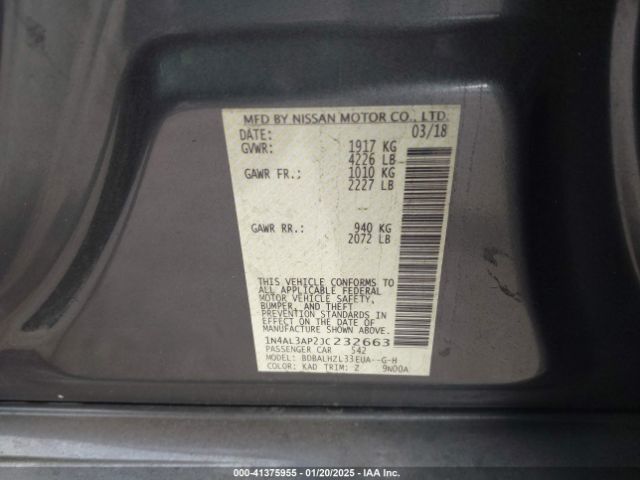 MFD BY NISSAN MOTOR CO., LTD.
DATE: 03/18
GVWR: 1917 KG
4226 LB
GAWR FR.: 1010 KG
2227 LB
GAWR RR.: 940 KG
2072 LB
THIS VEHICLE CONFORMS TO
ALL APPLICABLE FEDERAL
MOTOR VEHICLE SAFETY,
BUMPER, AND THEFT
PREVENTION STANDARDS IN
EFFECT ON THE DATE OF
MANUFACTURE SHOWN ABOVE.
1N4AL3AP2JC232663
PASSENGER CAR 542
MODEL: BDBALHZL33EUA--G-H
COLOR: KAD TRIM: Z 9N00A
000-41375955 - 01/20/2025 - IAA Inc.